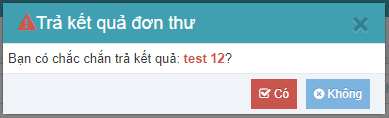 Trả kết quả đơn thư
Bạn có chắc chắn trả kết quả: test 12?
Có
Không